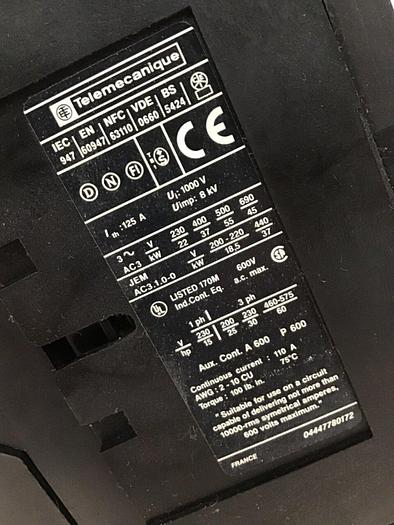 Telemecanique
IEC 947 EN 60947 NFC 63110 VDE 0660 BS 5424
D N FI S
CE
Ith :125 A Ui: 1000 V
Uimp: 8 kV
3~ V 230 400 500 690
AC3 kW 22 37 55 45
JEM V 200-220 440
AC3.1.0-0 kW 18.5 37
UL LISTED 170M 600V
Ind.Cont. Eq. a.c. max.
1 ph 3 ph
V 230 200 230 460-575
hp 15 25 30 60
Aux. Cont. A 600 P 600
Continuous current : 110 A
AWG : 2 - 10 CU 75°C
Torque : 100 lb. in.
"Suitable for use on a circuit
capable of delivering not more than
10000-rms symetrical amperes,
600 volts maximum."
04447780172
FRANCE